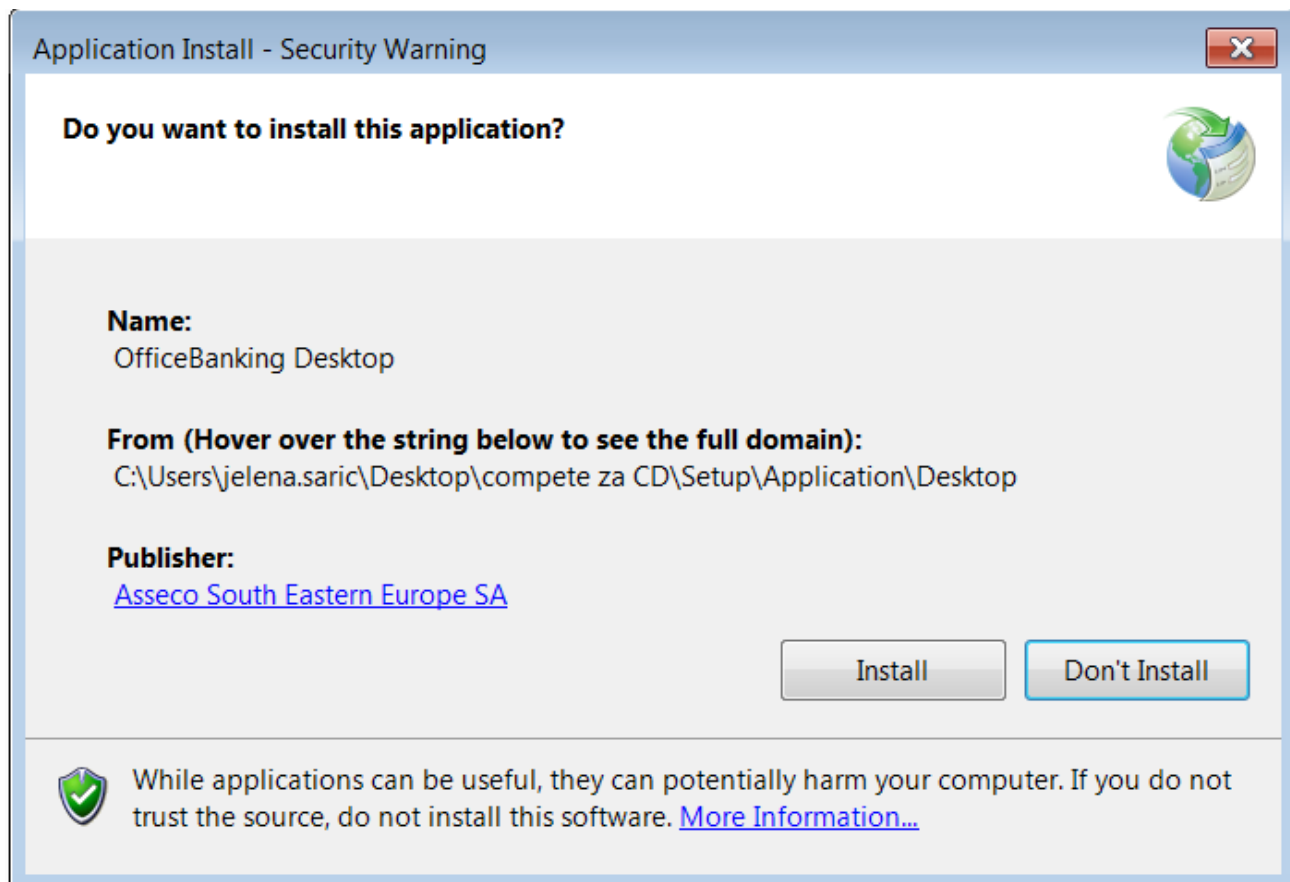 Application Install - Security Warning
Do you want to install this application?
Name:
OfficeBanking Desktop
From (Hover over the string below to see the full domain):
C:\Users\jelena.saric\Desktop\compete za CD\Setup\Application\Desktop
Publisher:
Asseco South Eastern Europe SA
Install
Don't Install
While applications can be useful, they can potentially harm your computer. If you do not
trust the source, do not install this software. More Information...